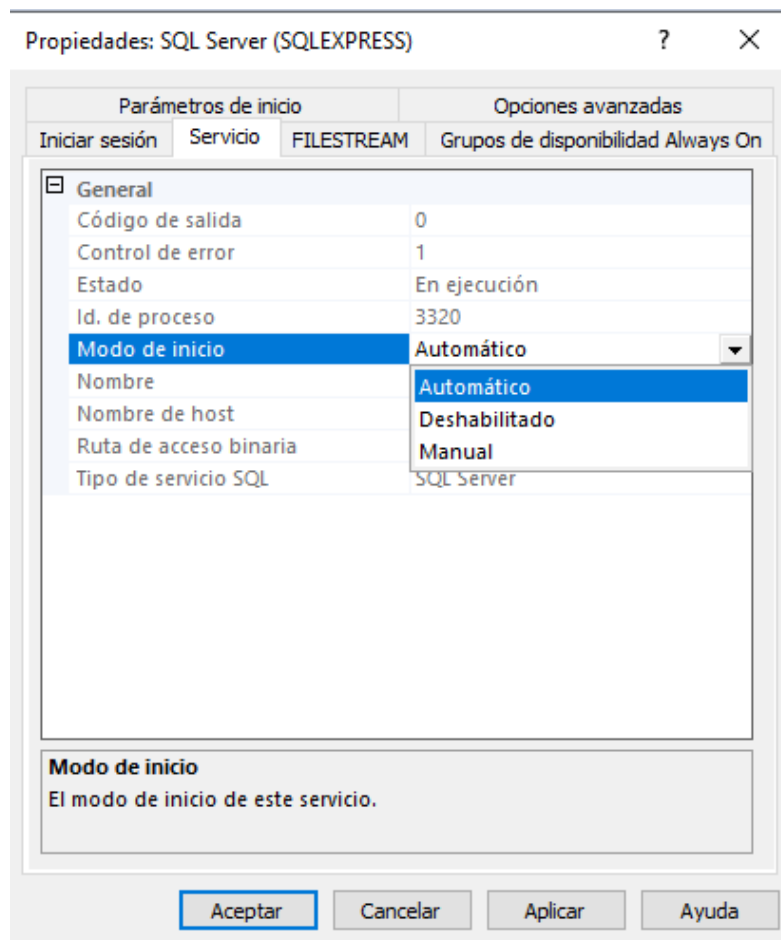 Propiedades: SQL Server (SQLEXPRESS) ? ×
Parámetros de inicio Opciones avanzadas
Iniciar sesión Servicio FILESTREAM Grupos de disponibilidad Always On
General
Código de salida 0
Control de error 1
Estado En ejecución
Id. de proceso 3320
Modo de inicio Automático
Nombre Automático
Nombre de host Deshabilitado
Ruta de acceso binaria Manual
Tipo de servicio SQL SQL Server
Modo de inicio
El modo de inicio de este servicio.
Aceptar Cancelar Aplicar Ayuda